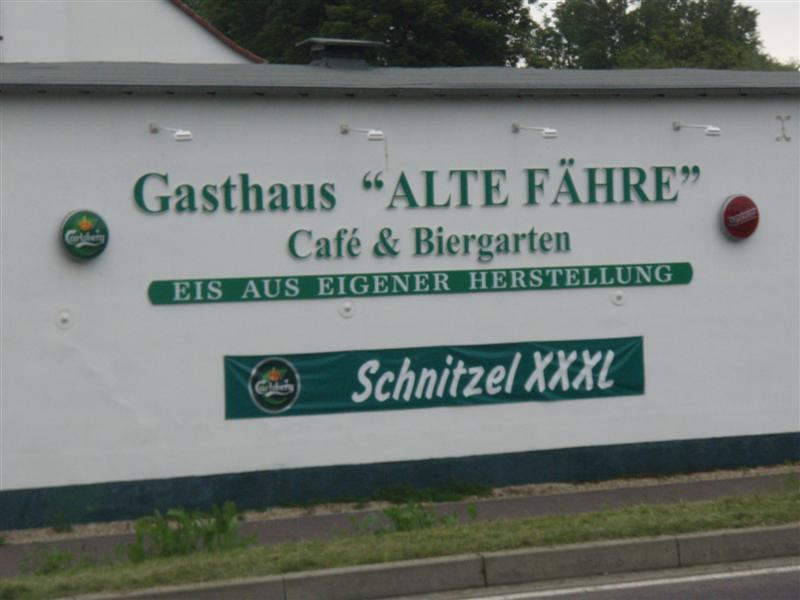 Gasthaus "ALTE FÄHRE"
Carlsberg
Café & Biergarten
EIS AUS EIGENER HERSTELLUNG
Carlsberg
Schnitzel XXXL